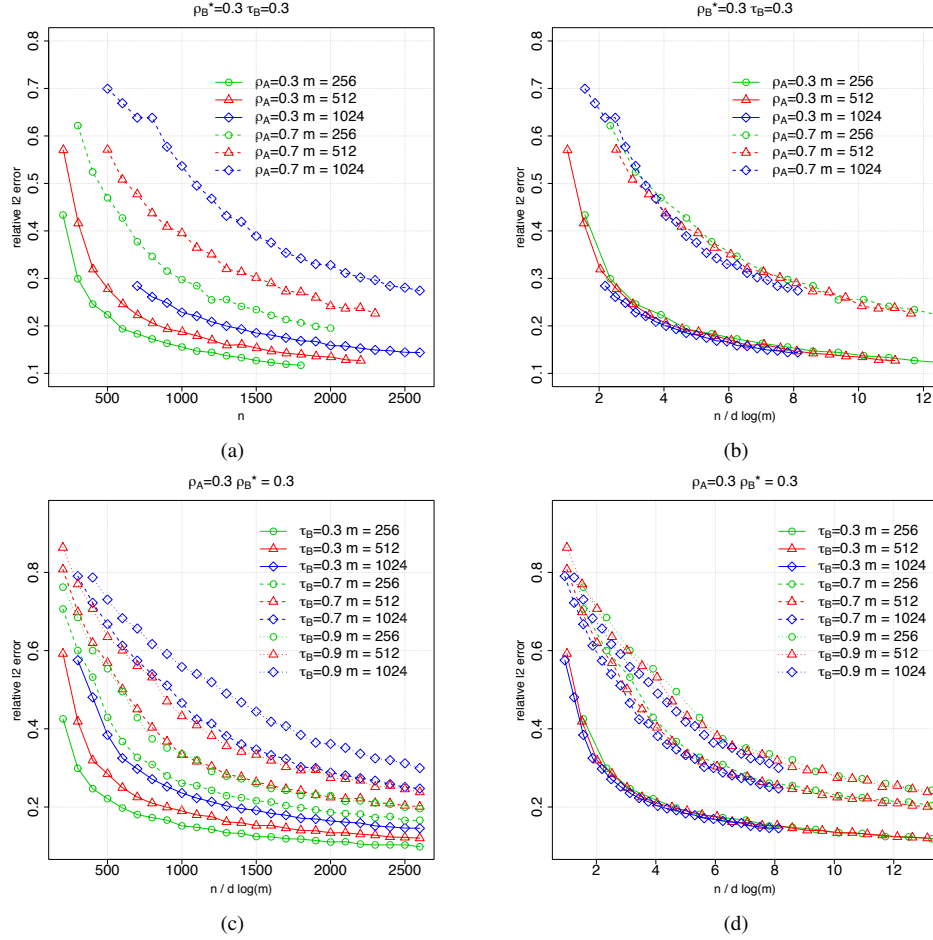 ρB*=0.3 τB=0.3
relative l2 error
0.1 0.2 0.3 0.4 0.5 0.6 0.7 0.8
ρA=0.3 m = 256
ρA=0.3 m = 512
ρA=0.3 m = 1024
ρA=0.7 m = 256
ρA=0.7 m = 512
ρA=0.7 m = 1024
500 1000 1500 2000 2500
n
(a)
ρB*=0.3 τB=0.3
relative l2 error
0.1 0.2 0.3 0.4 0.5 0.6 0.7 0.8
ρA=0.3 m = 256
ρA=0.3 m = 512
ρA=0.3 m = 1024
ρA=0.7 m = 256
ρA=0.7 m = 512
ρA=0.7 m = 1024
2 4 6 8 10 12
n / d log(m)
(b)
ρA=0.3 ρB* = 0.3
relative l2 error
0.2 0.4 0.6 0.8
τB=0.3 m = 256
τB=0.3 m = 512
τB=0.3 m = 1024
τB=0.7 m = 256
τB=0.7 m = 512
τB=0.7 m = 1024
τB=0.9 m = 256
τB=0.9 m = 512
τB=0.9 m = 1024
500 1000 1500 2000 2500
n / d log(m)
(c)
ρA=0.3 ρB* = 0.3
relative l2 error
0.2 0.4 0.6 0.8
τB=0.3 m = 256
τB=0.3 m = 512
τB=0.3 m = 1024
τB=0.7 m = 256
τB=0.7 m = 512
τB=0.7 m = 1024
τB=0.9 m = 256
τB=0.9 m = 512
τB=0.9 m = 1024
2 4 6 8 10 12
n / d log(m)
(d)